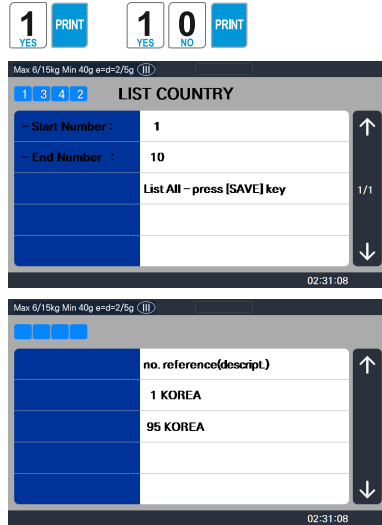 1 YES PRINT 1 YES 0 NO PRINT
Max 6/15kg Min 40g e=d=2/5g III
1 3 4 2 LIST COUNTRY
- Start Number : 1
- End Number : 10
List All - press [SAVE] key
1/1
02:31:08
Max 6/15kg Min 40g e=d=2/5g III
no. reference(descript.)
1 KOREA
95 KOREA
02:31:08